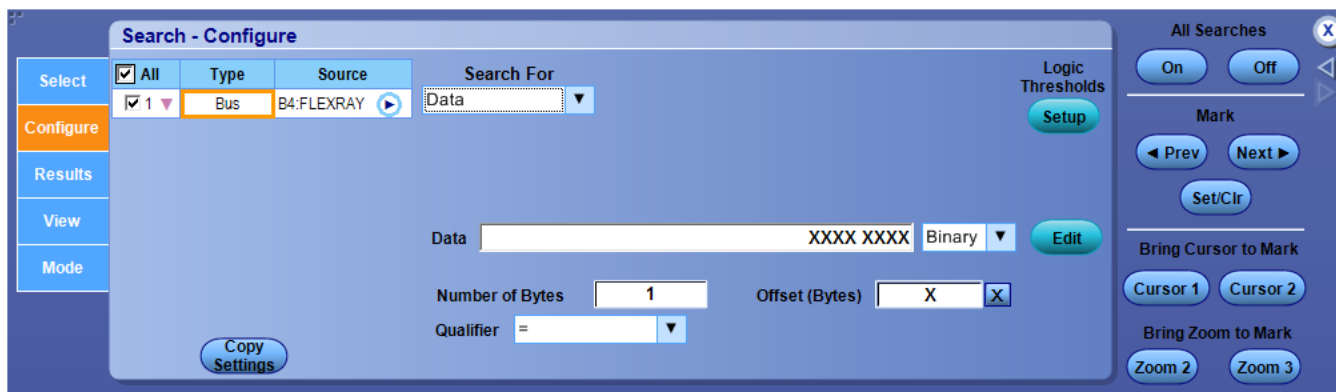 Search - Configure
Select
Configure
Results
View
Mode
All Type Source
1 Bus B4:FLEXRAY
Search For
Data
Logic
Thresholds
Setup
Data XXXX XXXX Binary Edit
Number of Bytes 1 Offset (Bytes) X X
Qualifier =
Copy
Settings
All Searches
X
On Off
Mark
◄ Prev Next ►
Set/Clr
Bring Cursor to Mark
Cursor 1 Cursor 2
Bring Zoom to Mark
Zoom 2 Zoom 3